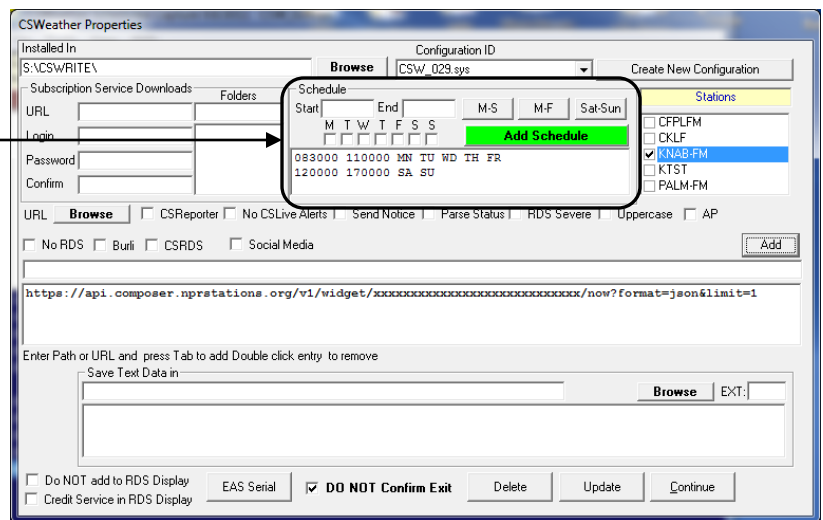 CSWeather Properties
Installed In
Configuration ID
S:\CSWRITE\ Browse CSW_029.sys Create New Configuration
Subscription Service Downloads
Folders
Schedule
Stations
URL
Start End M-S M-F Sat-Sun
M T W T F S S
Add Schedule
Login
Password
Confirm
083000 110000 MN TU WD TH FR
120000 170000 SA SU
CFPLFM
CKLF
KNAB-FM
KTST
PALM-FM
URL Browse CSReporter No CSLive Alerts Send Notice Parse Status RDS Severe Uppercase AP
No RDS Burli CSRDS Social Media Add
https://api.composer.nprstations.org/v1/widget/xxxxxxxxxxxxxxxxxxxxxxxxxxxx/now?format=json&limit=1
Enter Path or URL and press Tab to add Double click entry to remove
Save Text Data in
Browse EXT:
Do NOT add to RDS Display
Credit Service in RDS Display
EAS Serial DO NOT Confirm Exit Delete Update Continue